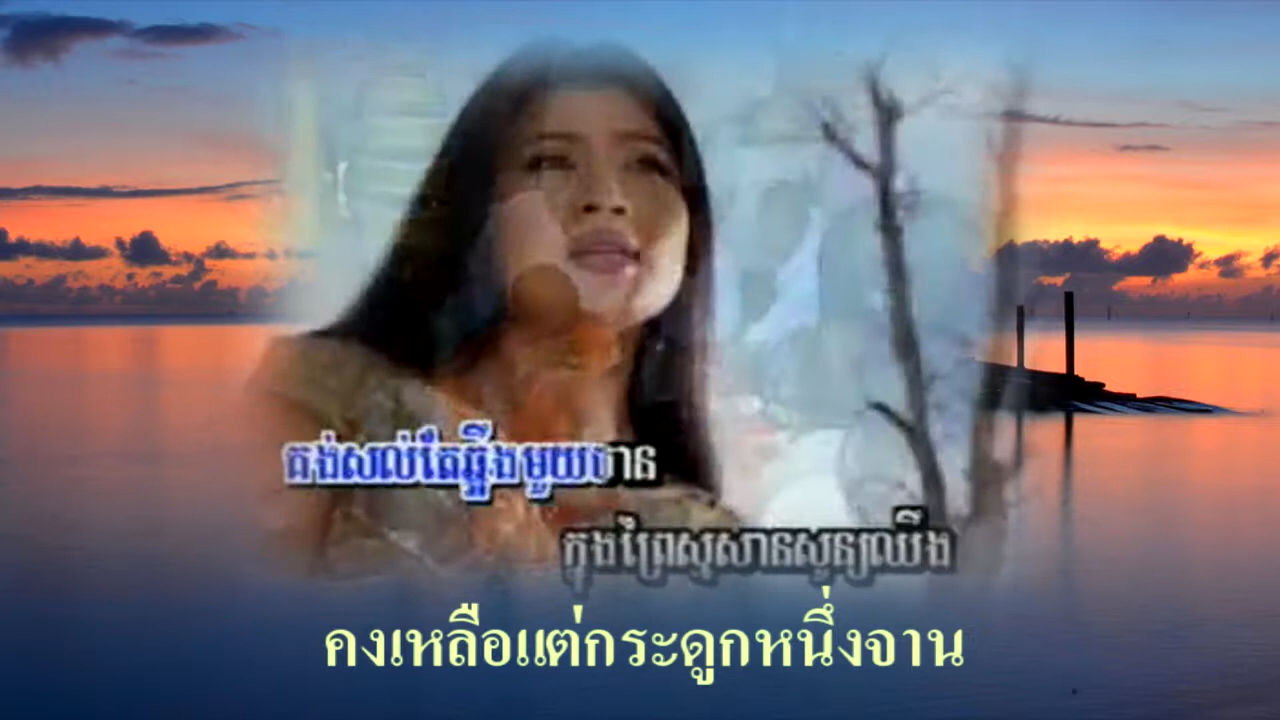 គង់សល់តែឆ្អឹងមួយចាន
ក្នុងព្រៃស្មសានសូន្យឈឹង
คงเหลือแต่กระดูกหนึ่งจาน